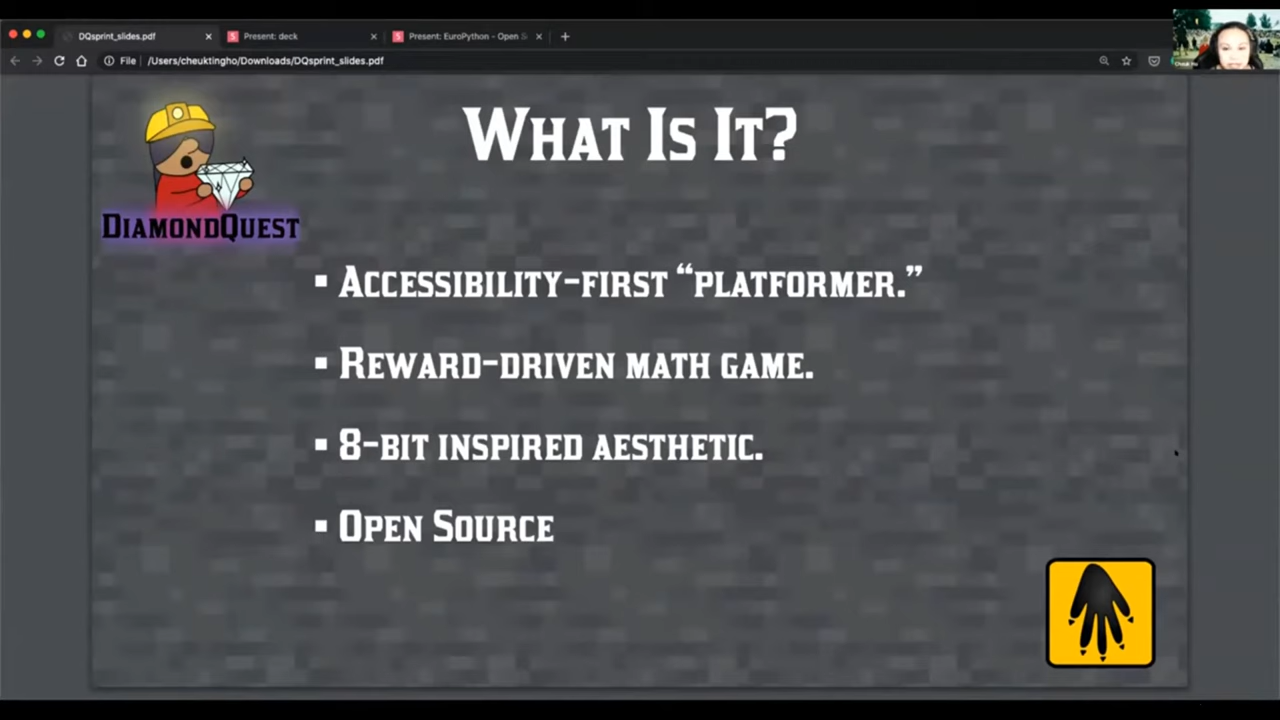 DQsprint_slides.pdf
Present: deck
Present: EuroPython - Open S
File
/Users/cheuktingho/Downloads/DQsprint_slides.pdf
WHAT IS IT?
DIAMONDQUEST
▪ ACCESSIBILITY-FIRST “PLATFORMER.”
▪ REWARD-DRIVEN MATH GAME.
▪ 8-BIT INSPIRED AESTHETIC.
▪ OPEN SOURCE